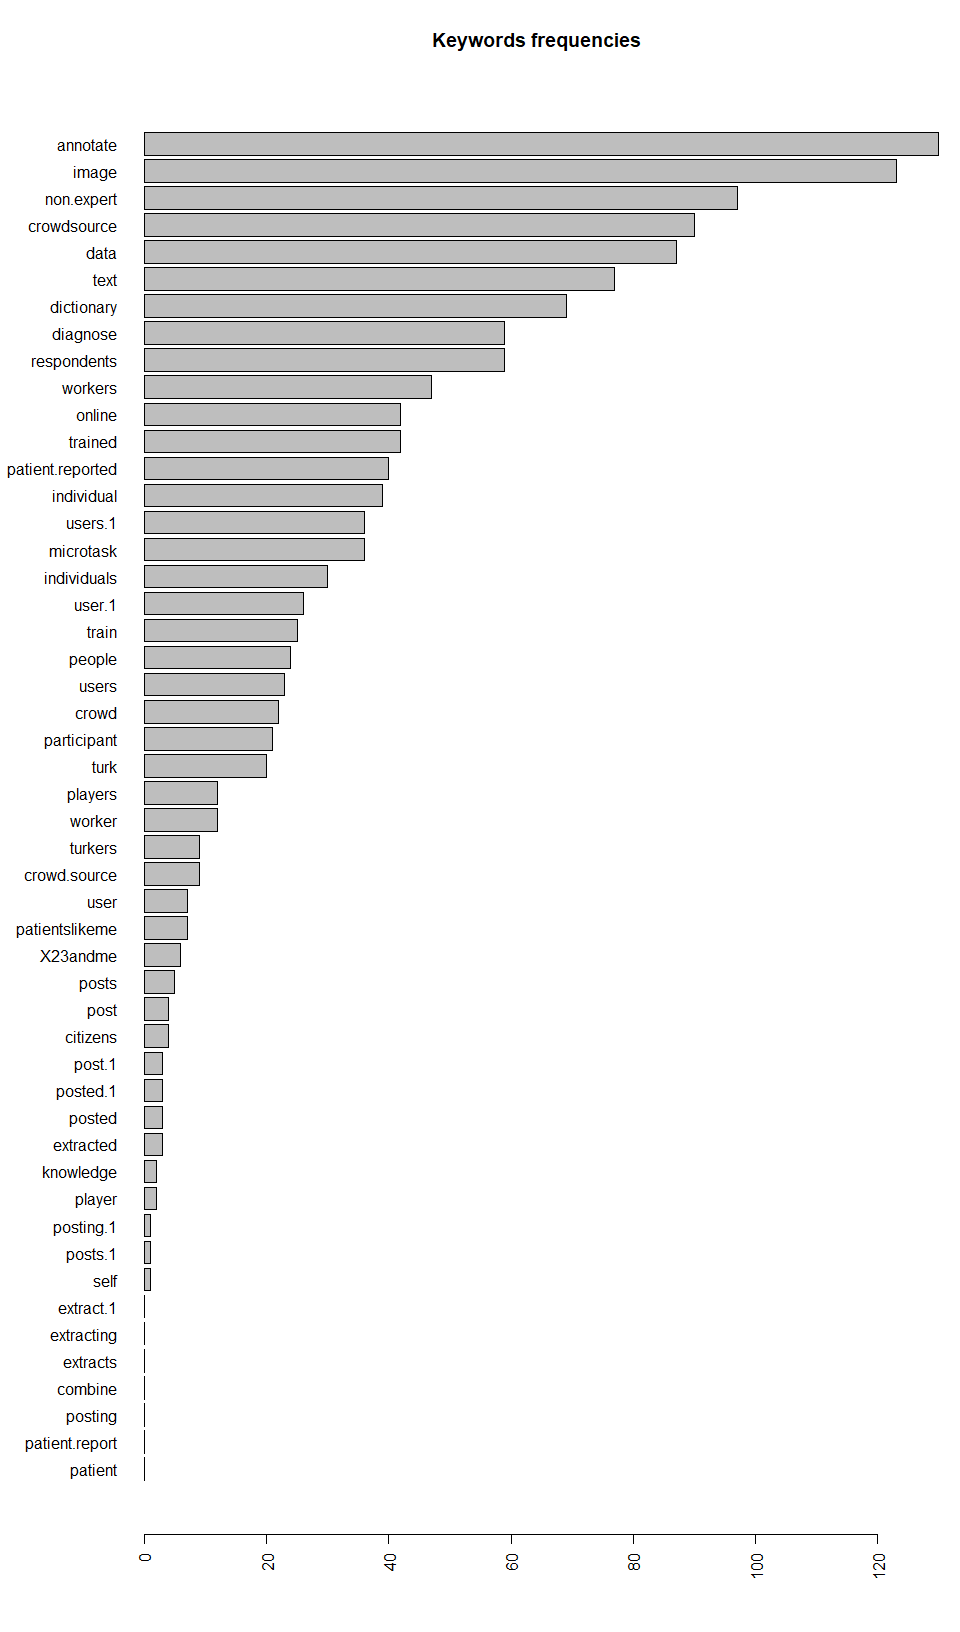 Keywords frequencies
annotate
image
non.expert
crowdsource
data
text
dictionary
diagnose
respondents
workers
online
trained
patient.reported
individual
users.1
microtask
individuals
user.1
train
people
users
crowd
participant
turk
players
worker
turkers
crowd.source
user
patientslikeme
X23andme
posts
post
citizens
post.1
posted.1
posted
extracted
knowledge
player
posting.1
posts.1
self
extract.1
extracting
extracts
combine
posting
patient.report
patient
0 20 40 60 80 100 120